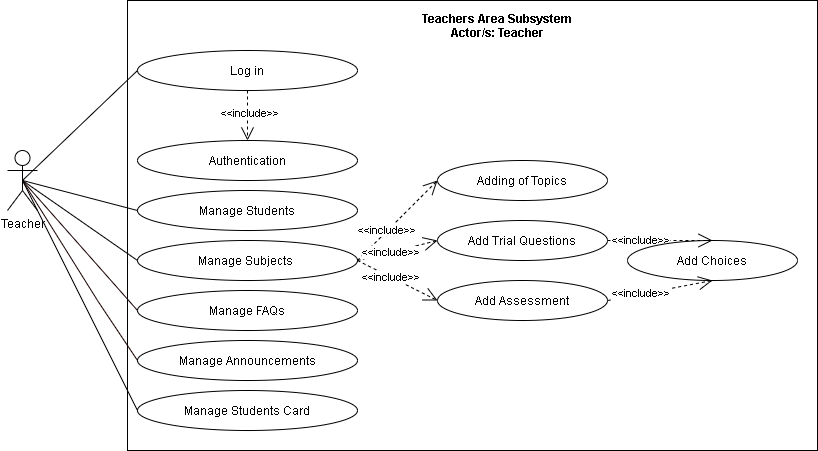 Teachers Area Subsystem
Actor/s: Teacher
Log in
<<include>>
Authentication
Teacher
Manage Students
Manage Subjects
Manage FAQs
Manage Announcements
Manage Students Card
<<include>>
<<include>>
<<include>>
Adding of Topics
Add Trial Questions
Add Assessment
<<include>>
<<include>>
Add Choices